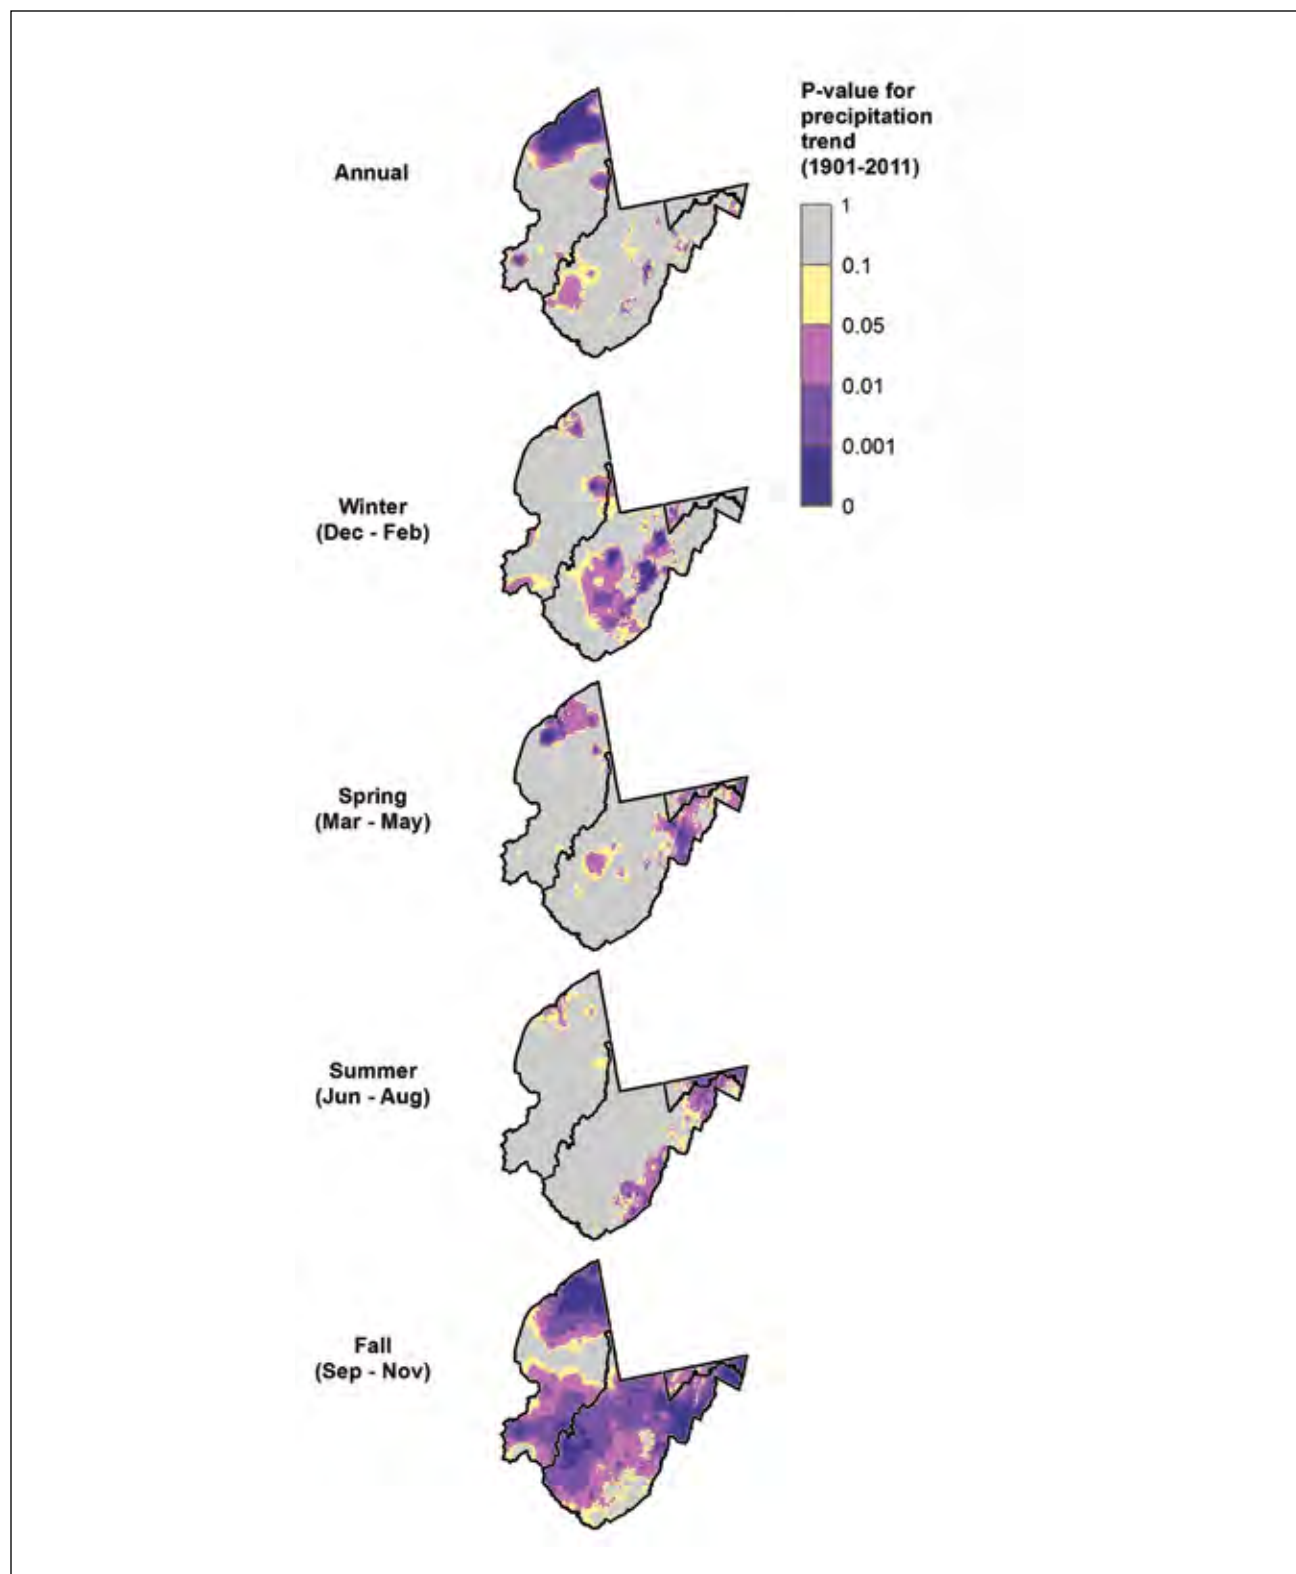 P-value for
precipitation
trend
(1901-2011)
Annual
1
0.1
0.05
0.01
0.001
0
Winter
(Dec - Feb)
Spring
(Mar - May)
Summer
(Jun - Aug)
Fall
(Sep - Nov)